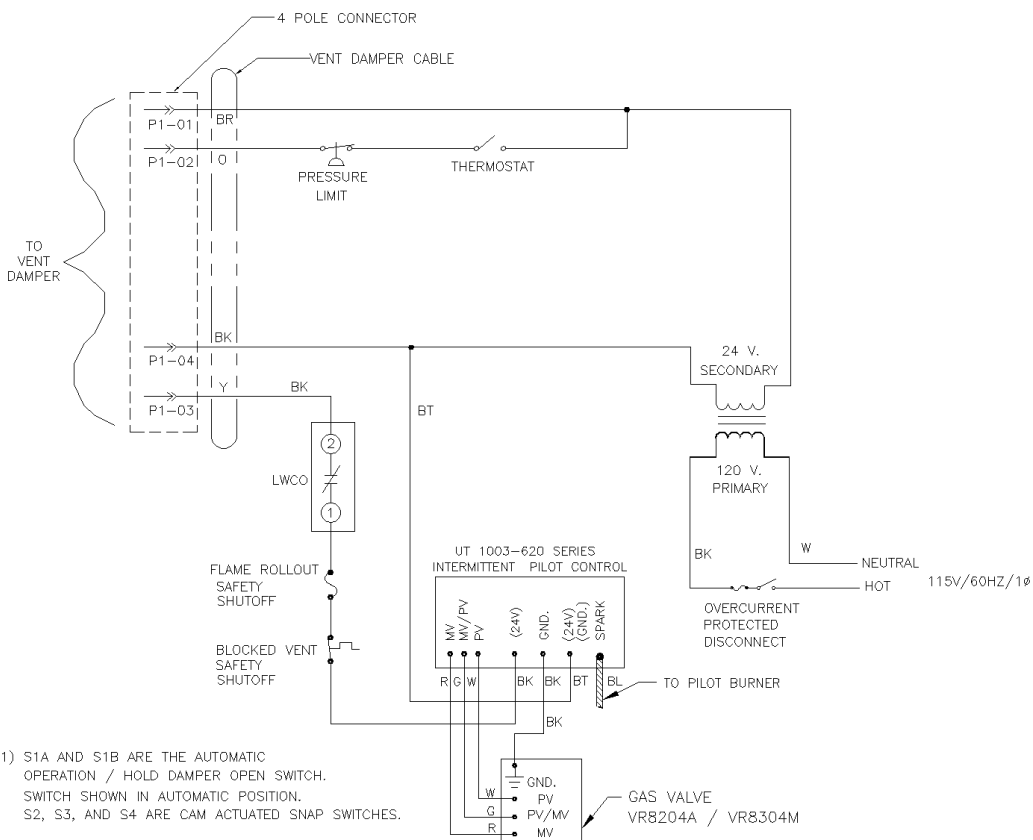 4 POLE CONNECTOR
VENT DAMPER CABLE
P1-01
BR
P1-02
O
PRESSURE
LIMIT
THERMOSTAT
TO
VENT
DAMPER
P1-04
BK
P1-03
Y
BK
BT
24 V.
SECONDARY
120 V.
PRIMARY
LWCO
2
1
BK
W
NEUTRAL
HOT
115V/60HZ/1ø
OVERCURRENT
PROTECTED
DISCONNECT
FLAME ROLLOUT
SAFETY
SHUTOFF
BLOCKED VENT
SAFETY
SHUTOFF
UT 1003-620 SERIES
INTERMITTENT PILOT CONTROL
MV
MV/PV
PV
(24V)
GND.
(24V)
(GND.)
SPARK
R G W BK BK BT BL
TO PILOT BURNER
BK
GND.
W PV
G PV/MV
R MV
GAS VALVE
VR8204A / VR8304M
1) S1A AND S1B ARE THE AUTOMATIC
OPERATION / HOLD DAMPER OPEN SWITCH.
SWITCH SHOWN IN AUTOMATIC POSITION.
S2, S3, AND S4 ARE CAM ACTUATED SNAP SWITCHES.